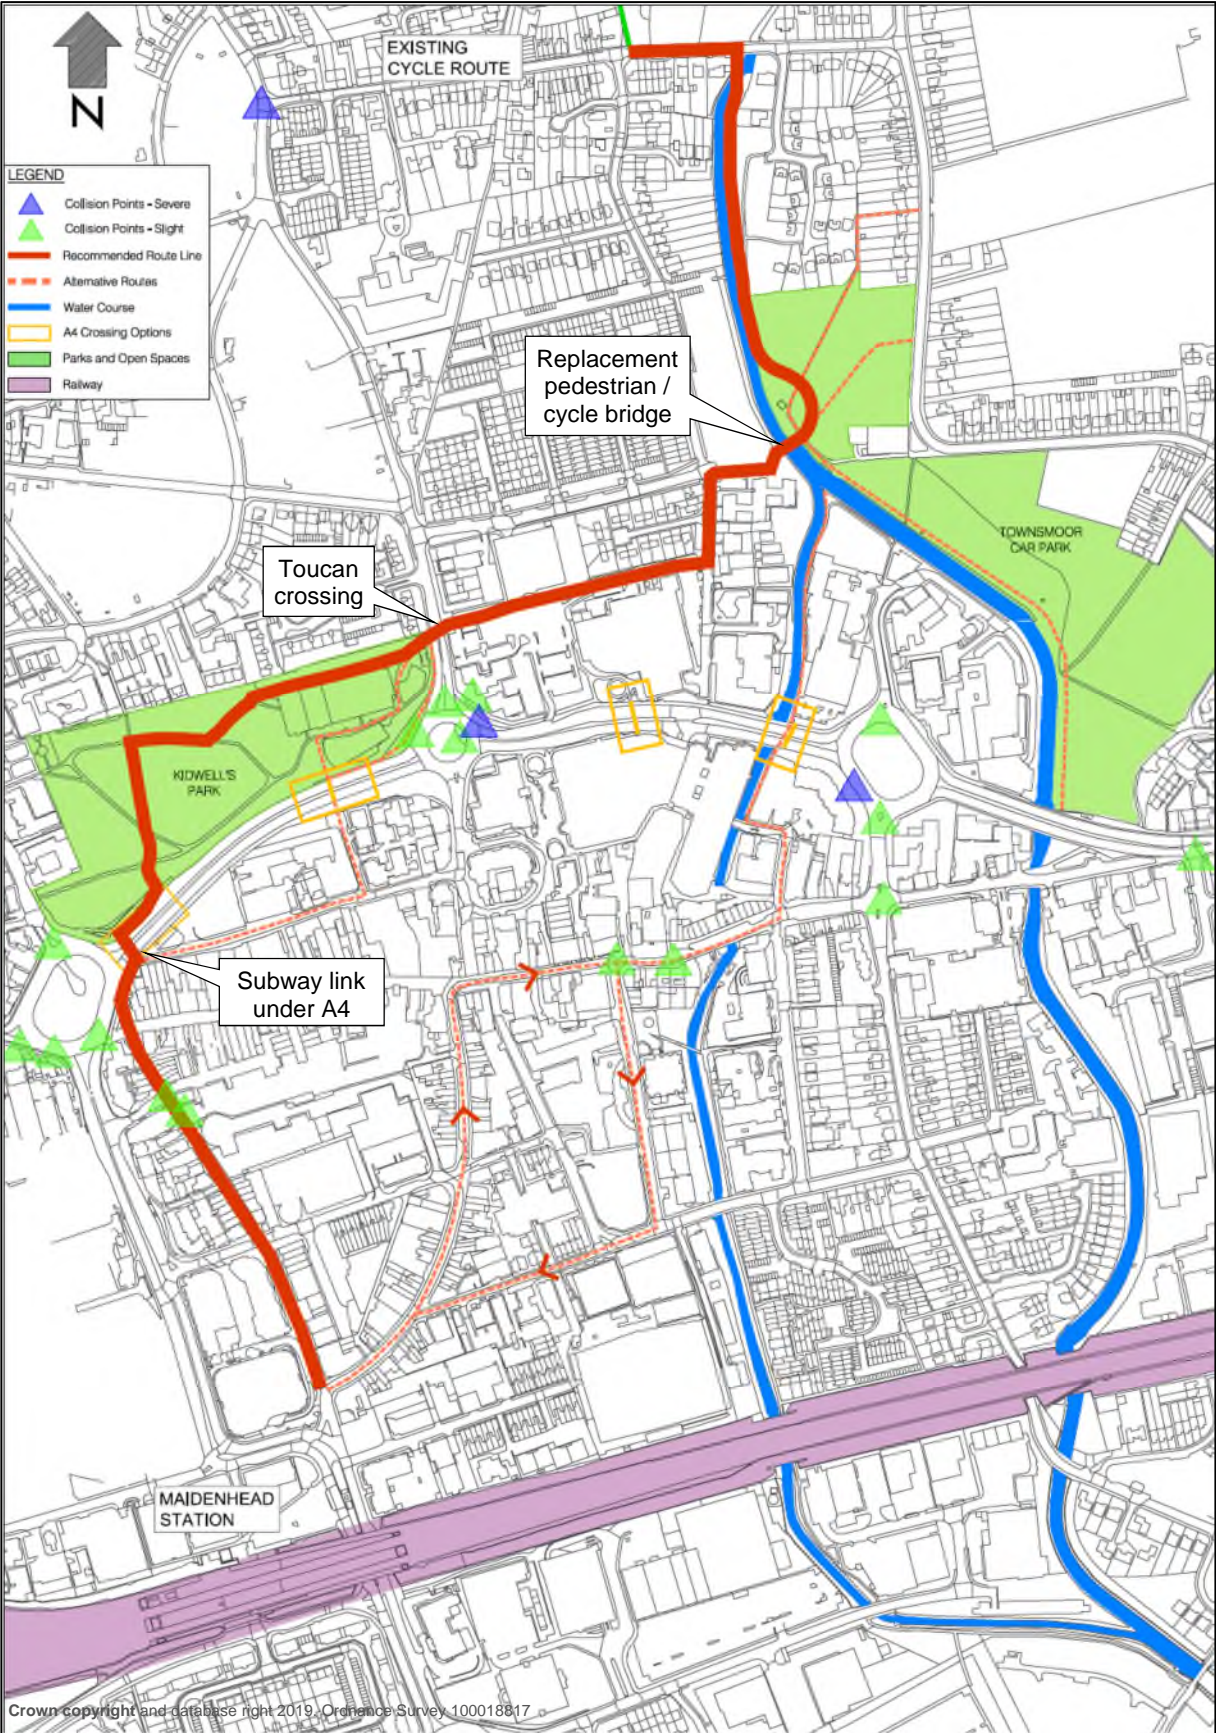 EXISTING
CYCLE ROUTE
N
LEGEND
Collision Points - Severe
Collision Points - Slight
Recommended Route Line
Alternative Routes
Water Course
A4 Crossing Options
Parks and Open Spaces
Railway
Replacement
pedestrian /
cycle bridge
TOWNSMOOR
CAR PARK
Toucan
crossing
KIDWELL'S
PARK
Subway link
under A4
MAIDENHEAD
STATION
Crown copyright and database right 2019. Ordnance Survey 100018817